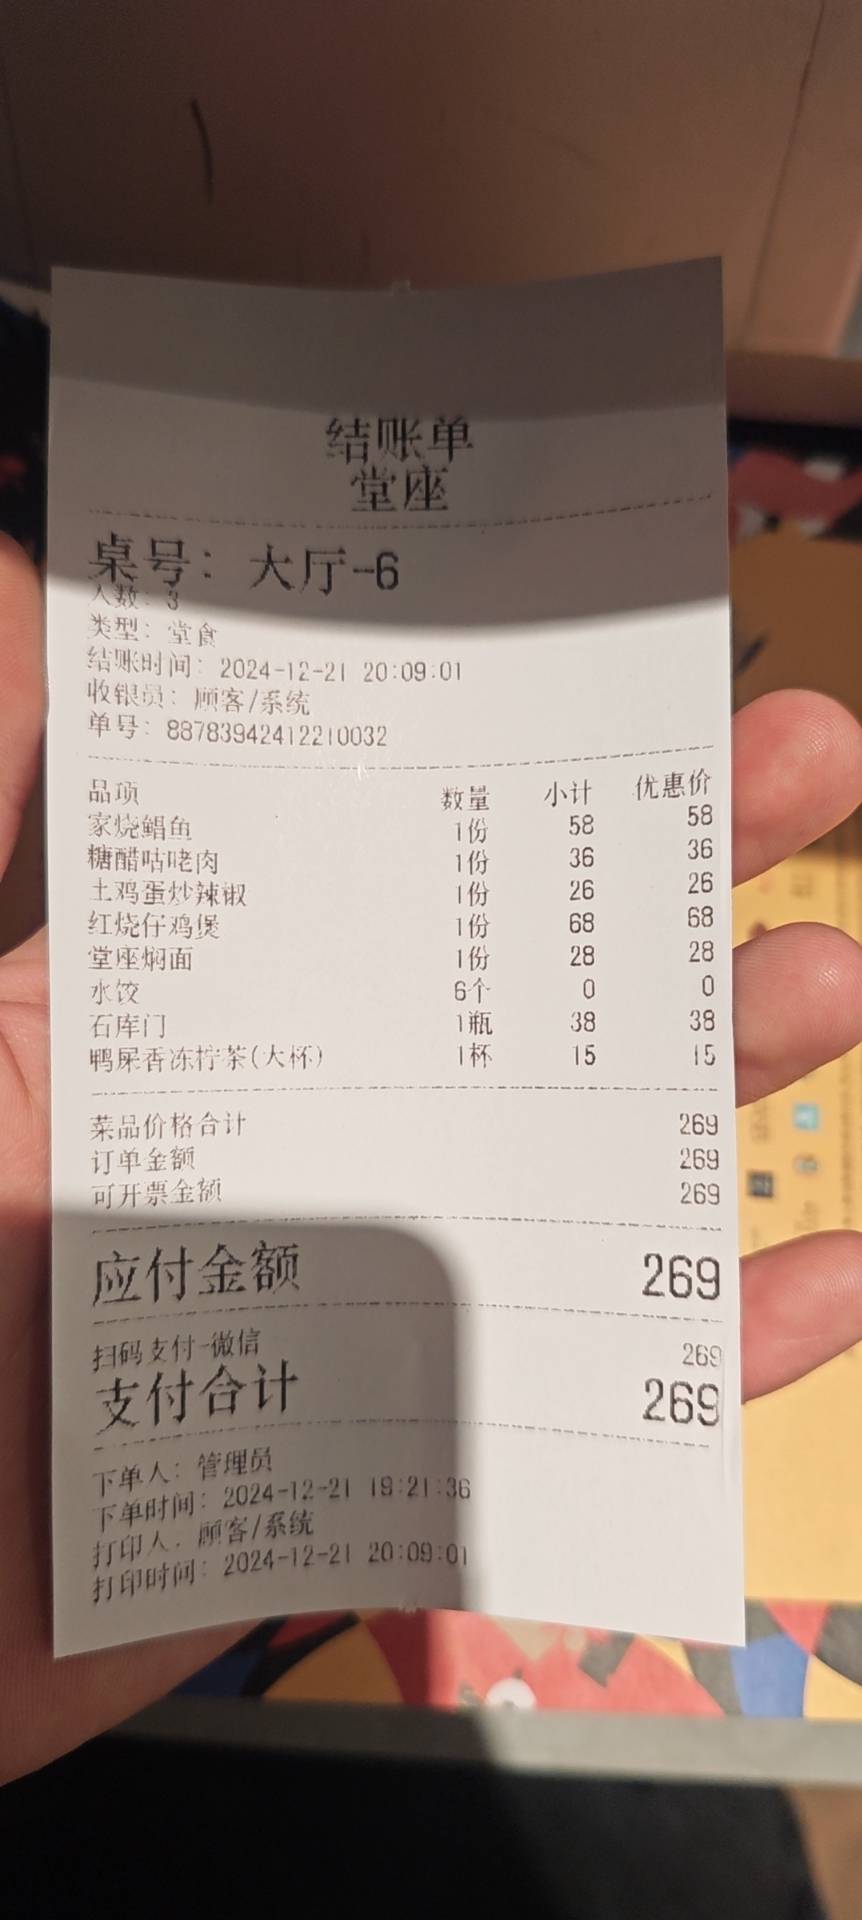 结账单
堂座
桌号：大厅-6
人数：3
类型：堂食
结账时间：2024-12-21 20:09:01
收银员：顾客/系统
单号：88783942412210032
品项 数量 小计 优惠价
家烧鲳鱼 1份 58 58
糖醋咕咾肉 1份 36 36
土鸡蛋炒辣椒 1份 26 26
红烧仔鸡煲 1份 68 68
堂座焖面 1份 28 28
水饺 6个 0 0
石库门 1瓶 38 38
鸭屎香冻柠茶(大杯) 1杯 15 15
菜品价格合计 269
订单金额 269
可开票金额 269
应付金额 269
扫码支付-微信 269
支付合计 269
下单人：管理员
下单时间：2024-12-21 19:21:36
打印人：顾客/系统
打印时间：2024-12-21 20:09:01